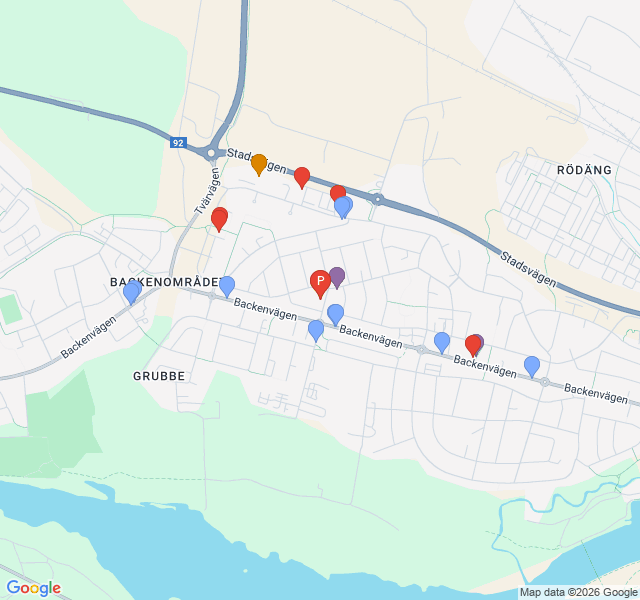 92
Stadsvägen
RÖDÄNG
Tvärvägen
Stadsvägen
BACKENOMRÅDET
P
Backenvägen
Backenvägen
Backenvägen
Backenvägen
GRUBBE
Backenvägen
Google
Map data ©2026 Google